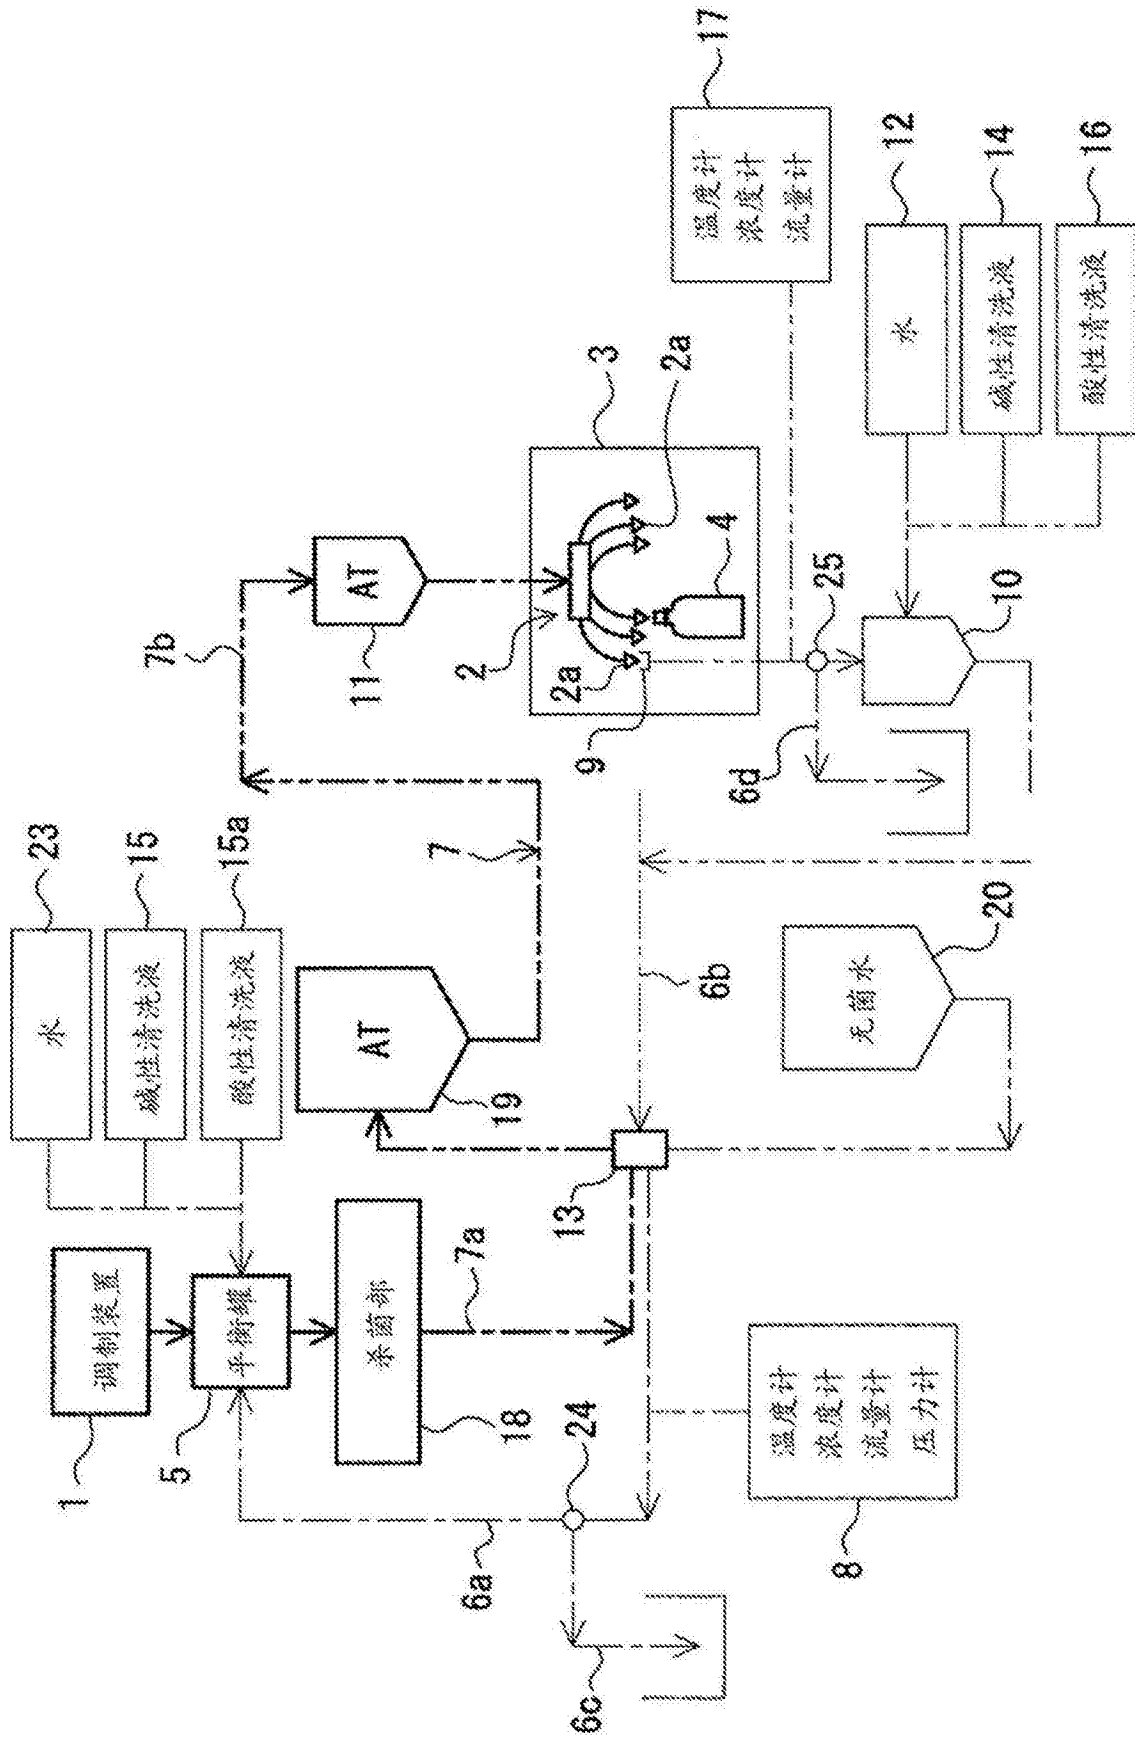 23
水
1
调制装置
15
碱性清洗液
7b
5
平衡罐
15a
酸性清洗液
AT
11
杀菌部
AT
7
6a
7a
2
18
19
6c
24
13
2a
9
3
2a
6b
4
17
温度计
浓度计
流量计
6d
25
温度计
浓度计
流量计
压力计
8
无菌水
20
12
水
10
14
碱性清洗液
16
酸性清洗液